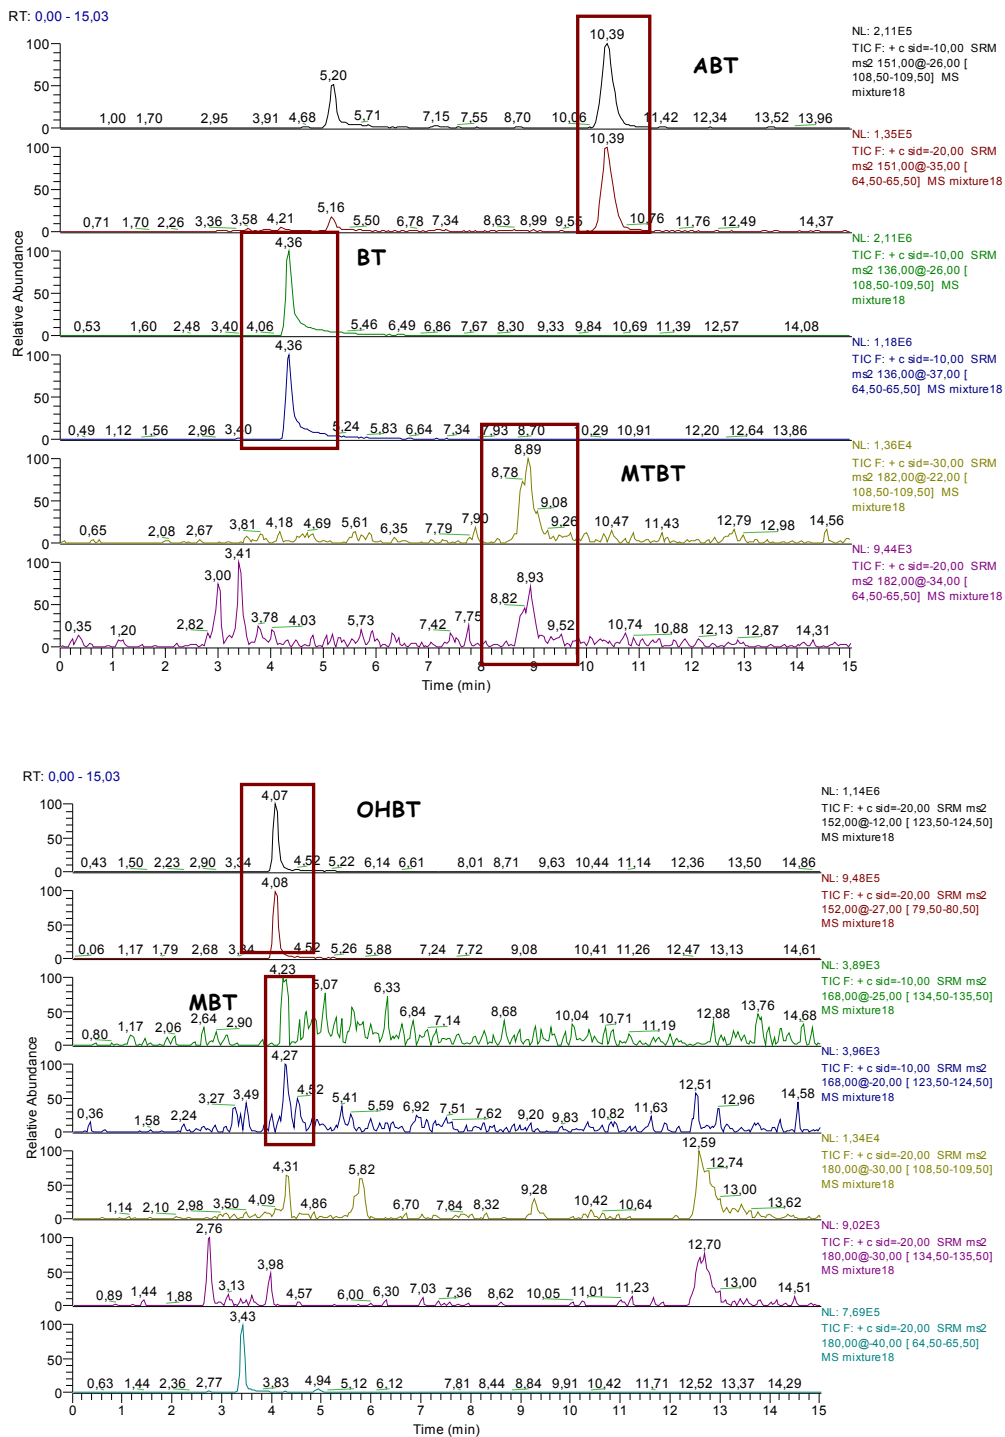 RT: 0,00 - 15,03
100
50
0
5,20
10,39
ABT
1,00 1,70 2,95 3,91 4,68 5,71 7,15 7,55 8,70 10,06 11,42 12,34 13,52 13,96
NL: 2,11E5
TIC F: + c sid=-10,00 SRM
ms2 151,00@-26,00 [
108,50-109,50] MS
mixture18
100
50
0
10,39
0,71 1,70 2,26 3,36 3,58 4,21 5,16 5,50 6,78 7,34 8,63 8,99 9,55 10,76 11,76 12,49 14,37
NL: 1,35E5
TIC F: + c sid=-20,00 SRM
ms2 151,00@-35,00 [
64,50-65,50] MS mixture18
Relative Abundance
100
50
0
4,36
BT
0,53 1,60 2,48 3,40 4,06 5,46 6,49 6,86 7,67 8,30 9,33 9,84 10,69 11,39 12,57 14,08
NL: 2,11E6
TIC F: + c sid=-10,00 SRM
ms2 136,00@-26,00 [
108,50-109,50] MS
mixture18
100
50
0
4,36
0,49 1,12 1,56 2,96 3,40 5,24 5,83 6,64 7,34 7,93 8,70 10,29 10,91 12,20 12,64 13,86
NL: 1,18E6
TIC F: + c sid=-10,00 SRM
ms2 136,00@-37,00 [
64,50-65,50] MS mixture18
100
50
0
8,89
8,78
MTBT
0,65 2,08 2,67 3,81 4,18 4,69 5,61 6,35 7,79 7,90 9,08 9,26 10,47 11,43 12,79 12,98 14,56
NL: 1,36E4
TIC F: + c sid=-30,00 SRM
ms2 182,00@-22,00 [
108,50-109,50] MS
mixture18
100
50
0
3,41
3,00
8,93
8,82
0,35 1,20 2,82 3,78 4,03 5,73 7,42 7,75 9,52 10,74 10,88 12,13 12,87 14,31
NL: 9,44E3
TIC F: + c sid=-20,00 SRM
ms2 182,00@-34,00 [
64,50-65,50] MS mixture18
0 1 2 3 4 5 6 7 8 9 10 11 12 13 14 15
Time (min)
RT: 0,00 - 15,03
100
50
0
4,07
OHBT
0,43 1,50 2,23 2,90 3,34 4,52 5,22 6,14 6,61 8,01 8,71 9,63 10,44 11,14 12,36 13,50 14,86
NL: 1,14E6
TIC F: + c sid=-20,00 SRM ms2
152,00@-12,00 [ 123,50-124,50]
MS mixture18
100
50
0
4,08
0,06 1,17 1,79 2,68 3,34 4,52 5,26 5,88 7,24 7,72 9,08 10,41 11,26 12,47 13,13 14,61
NL: 9,48E5
TIC F: + c sid=-20,00 SRM ms2
152,00@-27,00 [ 79,50-80,50]
MS mixture18
Relative Abundance
100
50
0
4,23
MBT
0,80 1,17 2,06 2,64 2,90 5,07 6,33 6,84 7,14 8,68 10,04 10,71 11,19 12,88 13,76 14,68
NL: 3,89E3
TIC F: + c sid=-10,00 SRM ms2
168,00@-25,00 [ 134,50-135,50]
MS mixture18
100
50
0
4,27
0,36 1,58 2,24 3,27 3,49 4,52 5,41 5,59 6,92 7,51 7,62 9,20 9,83 10,82 11,63 12,51 12,96 14,58
NL: 3,96E3
TIC F: + c sid=-10,00 SRM ms2
168,00@-20,00 [ 123,50-124,50]
MS mixture18
100
50
0
12,59
1,14 2,10 2,98 3,50 4,09 4,31 4,86 5,82 6,70 7,84 8,32 9,28 10,42 10,64 12,74 13,00 13,62
NL: 1,34E4
TIC F: + c sid=-20,00 SRM ms2
180,00@-30,00 [ 108,50-109,50]
MS mixture18
100
50
0
2,76
0,89 1,44 1,88 3,13 3,98 4,57 6,00 6,30 7,03 7,36 8,62 10,05 11,01 11,23 12,70 13,00 14,51
NL: 9,02E3
TIC F: + c sid=-20,00 SRM ms2
180,00@-30,00 [ 134,50-135,50]
MS mixture18
100
50
0
3,43
0,63 1,44 2,36 2,77 3,83 4,94 5,12 6,12 7,81 8,44 8,84 9,91 10,42 11,71 12,52 13,37 14,29
NL: 7,69E5
TIC F: + c sid=-20,00 SRM ms2
180,00@-40,00 [ 64,50-65,50]
MS mixture18
0 1 2 3 4 5 6 7 8 9 10 11 12 13 14 15
Time (min)